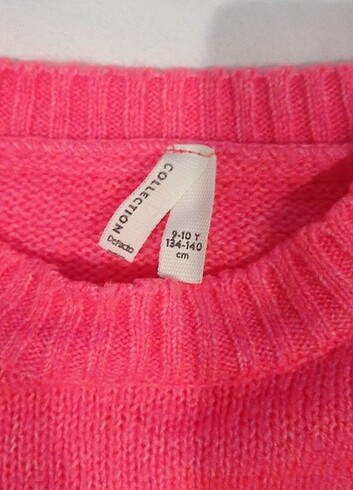 COLLECTION
DeFacto
9-10 Y
134-140
cm